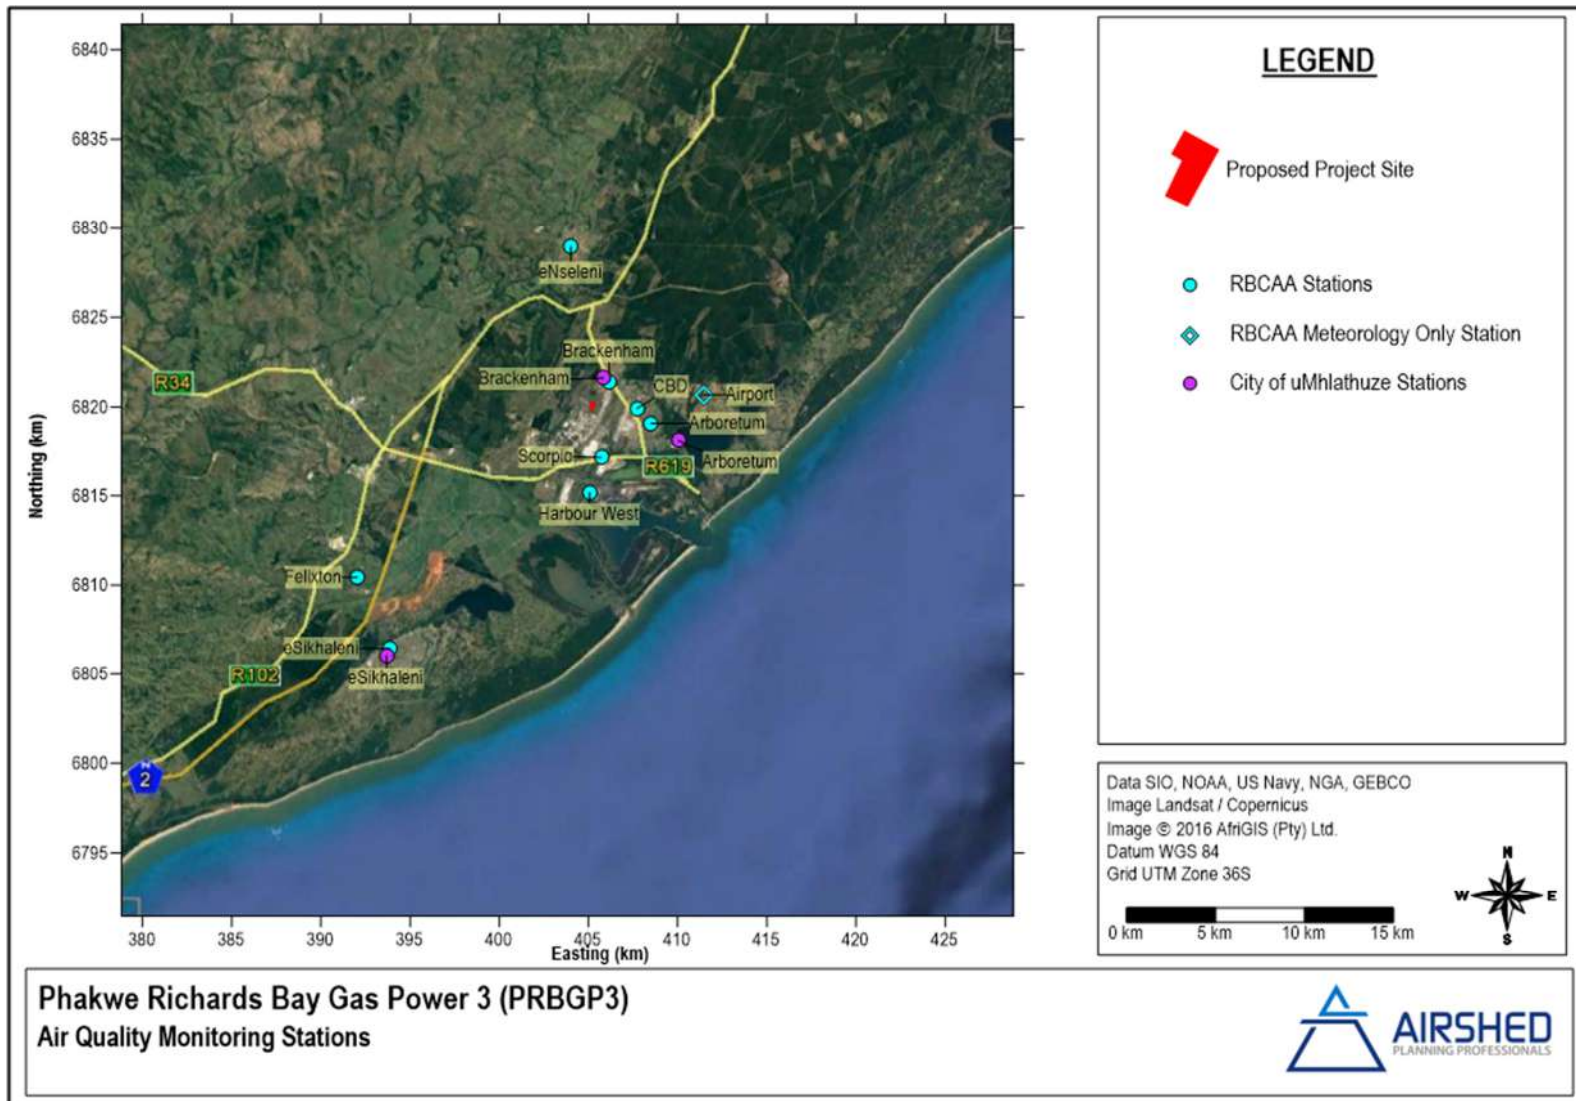 6840
6835
6830
6825
6820
6815
6810
6805
6800
6795
Northing (km)
380
385
390
395
400
405
410
415
420
425
Easting (km)
eNseleni
Brackenham
Brackenham
CBD
Airport
Arboretum
Arboretum
Scorpio
R619
Harbour West
Felixton
eSikhaleni
eSikhaleni
R34
R102
N
2
LEGEND
Proposed Project Site
RBCAA Stations
RBCAA Meteorology Only Station
City of uMhlathuze Stations
Data SIO, NOAA, US Navy, NGA, GEBCO
Image Landsat / Copernicus
Image © 2016 AfriGIS (Pty) Ltd.
Datum WGS 84
Grid UTM Zone 36S
N
W
E
S
0 km 5 km 10 km 15 km
Phakwe Richards Bay Gas Power 3 (PRBGP3)
Air Quality Monitoring Stations
AIRSHED
PLANNING PROFESSIONALS